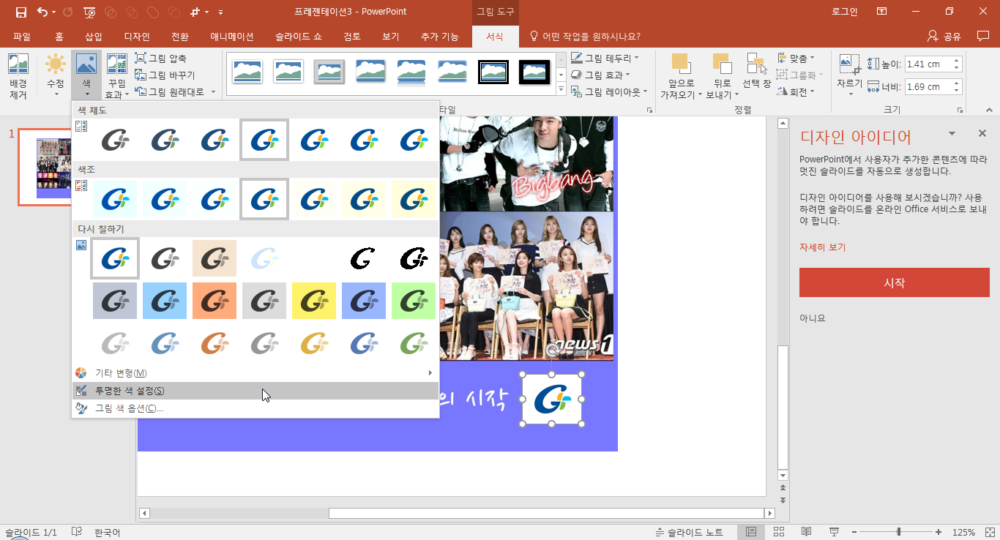 프레젠테이션3 - PowerPoint
그림 도구
로그인
파일
홈
삽입
디자인
전환
애니메이션
슬라이드 쇼
검토
보기
추가 기능
서식
어떤 작업을 원하시나요?
공유
배경
제거
수정
색
꾸밈
효과
그림 압축
그림 바꾸기
그림 원래대로
그림 테두리
그림 효과
그림 레이아웃
앞으로
가져오기
뒤로
보내기
선택 창
맞춤
그룹화
회전
정렬
자르기
높이: 1.41 cm
너비: 1.69 cm
크기
타일
색 채도
색조
다시 칠하기
기타 변형(M)
투명한 색 설정(S)
그림 색 옵션(C)...
1
Bigbang
news1
의 시작
디자인 아이디어
PowerPoint에서 사용자가 추가한 콘텐츠에 따라
멋진 슬라이드를 자동으로 생성합니다.
디자인 아이디어를 사용해 보시겠습니까? 사용
하려면 슬라이드를 온라인 Office 서비스로 보내
야 합니다.
자세히 보기
시작
아니요
슬라이드 1/1
한국어
슬라이드 노트
125%